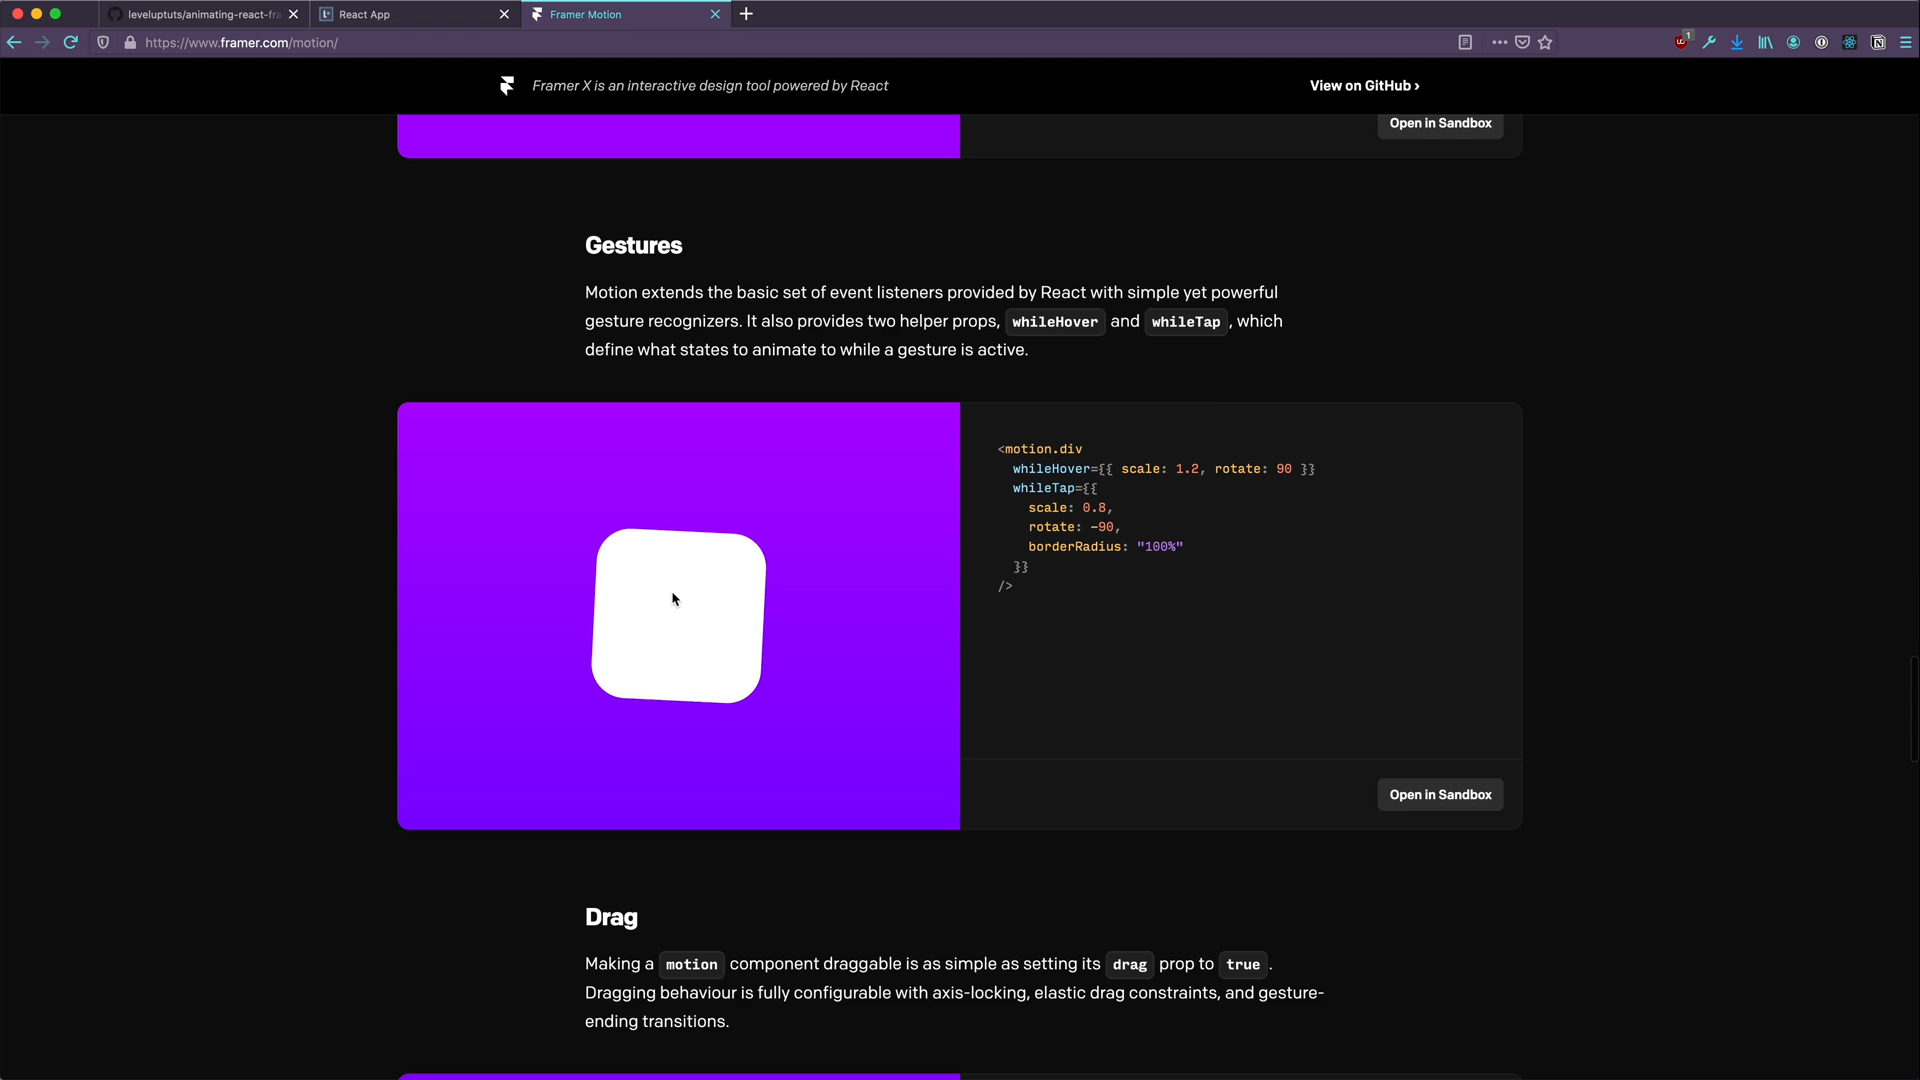 leveluptuts/animating-react-fra
React App
Framer Motion
https://www.framer.com/motion/
1
Framer X is an interactive design tool powered by React
View on GitHub ›
Open in Sandbox
Gestures
Motion extends the basic set of event listeners provided by React with simple yet powerful
gesture recognizers. It also provides two helper props, whileHover and whileTap, which
define what states to animate to while a gesture is active.
<motion.div
whileHover={{ scale: 1.2, rotate: 90 }}
whileTap={{
scale: 0.8,
rotate: -90,
borderRadius: "100%"
}}
/>
Open in Sandbox
Drag
Making a motion component draggable is as simple as setting its drag prop to true.
Dragging behaviour is fully configurable with axis-locking, elastic drag constraints, and gesture-
ending transitions.